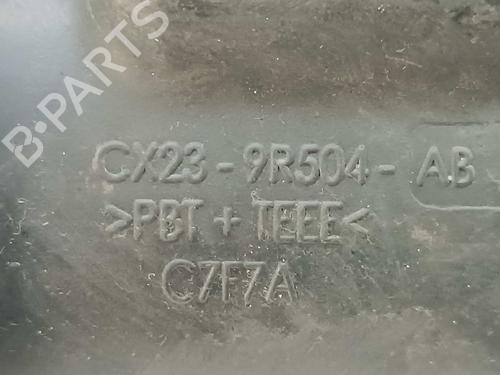 B-PARTS
CX23-9R504-AB
>PBT + TEEE<
C7F7A